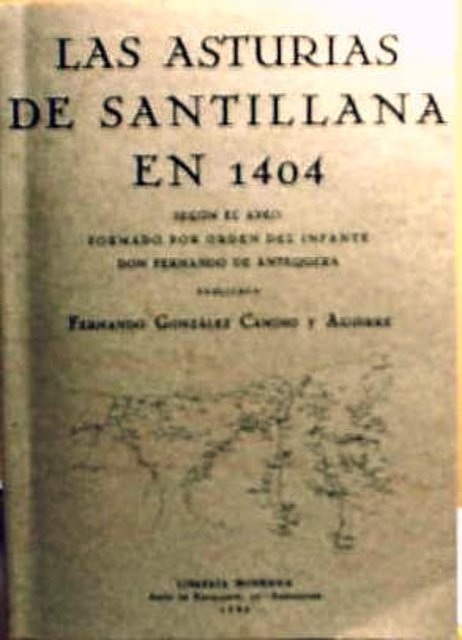 LAS ASTURIAS
DE SANTILLANA
EN 1404
SEGÚN EL APEO
FORMADO POR ORDEN DEL INFANTE
DON FERNANDO DE ANTEQUERA
FERNANDO GONZÁLEZ CAMINO Y AGUIRRE
LIBRERÍA MODERNA